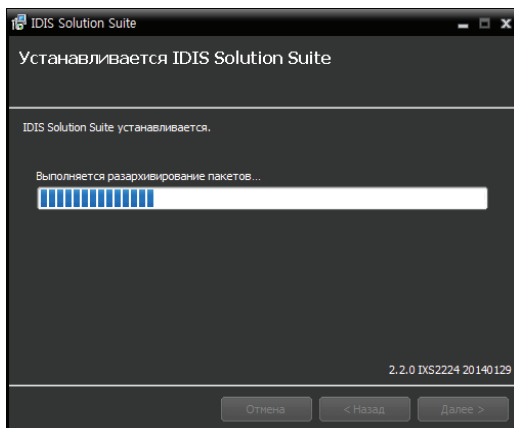 IDIS Solution Suite
Устанавливается IDIS Solution Suite
IDIS Solution Suite устанавливается.
Выполняется разархивирование пакетов...
2.2.0 IXS2224 20140129
Отмена < Назад Далее >